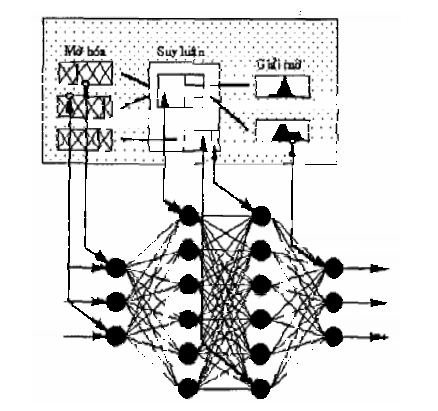 Mờ hóa
Suy luận
Giải mờ